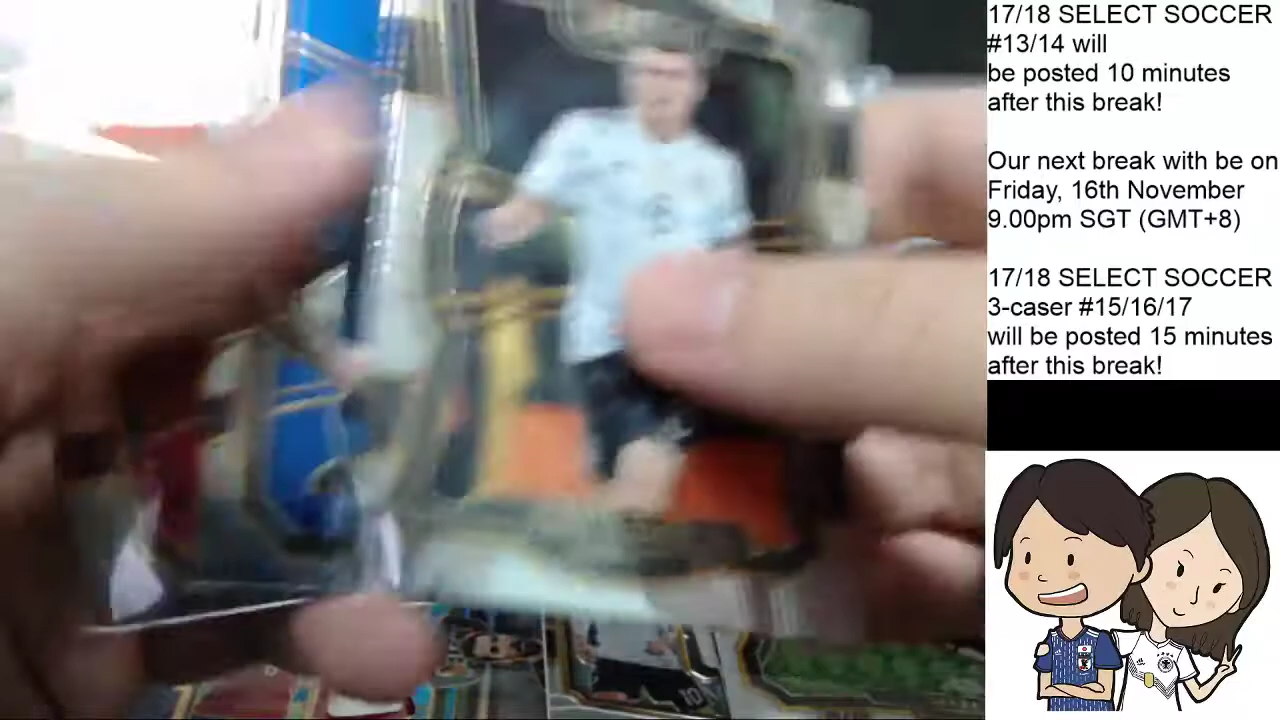 17/18 SELECT SOCCER
#13/14 will
be posted 10 minutes
after this break!
Our next break with be on
Friday, 16th November
9.00pm SGT (GMT+8)
17/18 SELECT SOCCER
3-caser #15/16/17
will be posted 15 minutes
after this break!
10